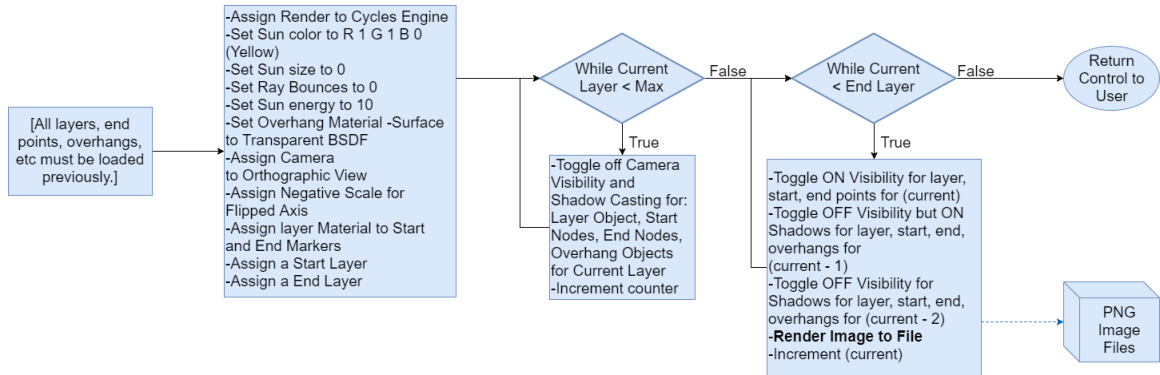 [All layers, end
points, overhangs,
etc must be loaded
previously.]
-Assign Render to Cycles Engine
-Set Sun color to R 1 G 1 B 0
(Yellow)
-Set Sun size to 0
-Set Ray Bounces to 0
-Set Sun energy to 10
-Set Overhang Material -Surface
to Transparent BSDF
-Assign Camera
to Orthographic View
-Assign Negative Scale for
Flipped Axis
-Assign layer Material to Start
and End Markers
-Assign a Start Layer
-Assign a End Layer
While Current
Layer < Max
False
True
-Toggle off Camera
Visibility and
Shadow Casting for:
Layer Object, Start
Nodes, End Nodes,
Overhang Objects
for Current Layer
-Increment counter
While Current
< End Layer
False
True
-Toggle ON Visibility for layer,
start, end points for (current)
-Toggle OFF Visibility but ON
Shadows for layer, start, end,
overhangs for
(current - 1)
-Toggle OFF Visibility for
Shadows for layer, start, end,
overhangs for (current - 2)
-Render Image to File
-Increment (current)
Return
Control to
User
PNG
Image
Files